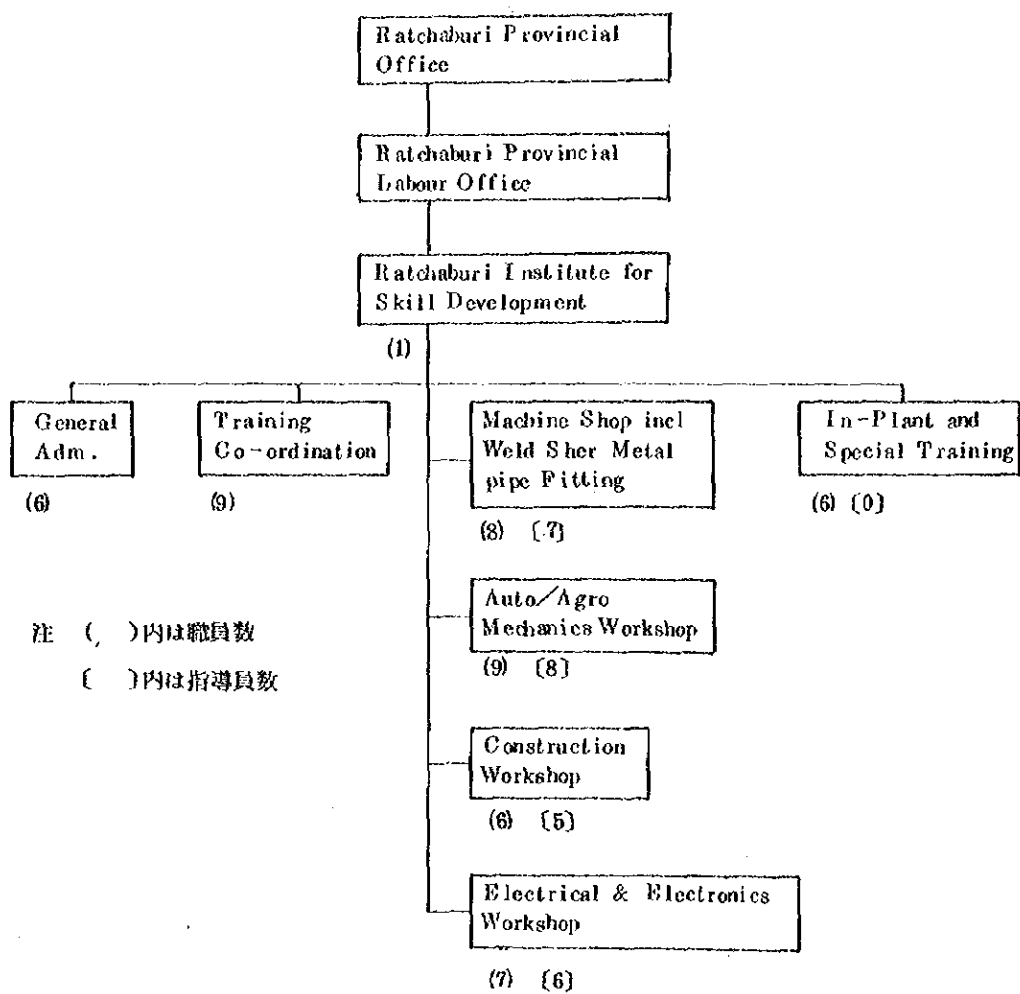 Ratchaburi Provincial
Office
Ratchaburi Provincial
Labour Office
Ratchaburi Institute for
Skill Development
(1)
General
Adm.
(6)
Training
Co-ordination
(9)
Machine Shop incl
Weld Sher Metal
pipe Fitting
(8) 〔7〕
In-Plant and
Special Training
(6) 〔0〕
Auto/Agro
Mechanics Workshop
(9) 〔8〕
注 ( )内は職員数
〔 〕内は指導員数
Construction
Workshop
(6) 〔5〕
Electrical & Electronics
Workshop
(7) 〔6〕